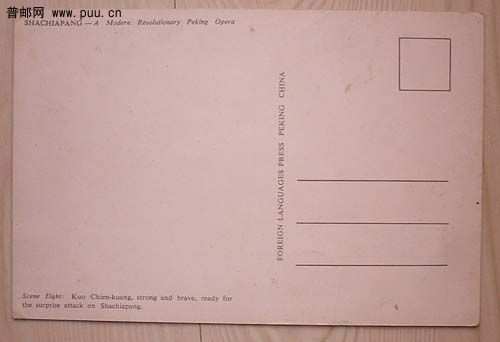 普邮网 www.puu.cn
SHACHIAPANG — A Modern Revolutionary Peking Opera
FOREIGN LANGUAGES PRESS PEKING CHINA
Scene Eight: Kuo Chien-kuang, strong and brave, ready for
the surprise attack on Shachiapang.